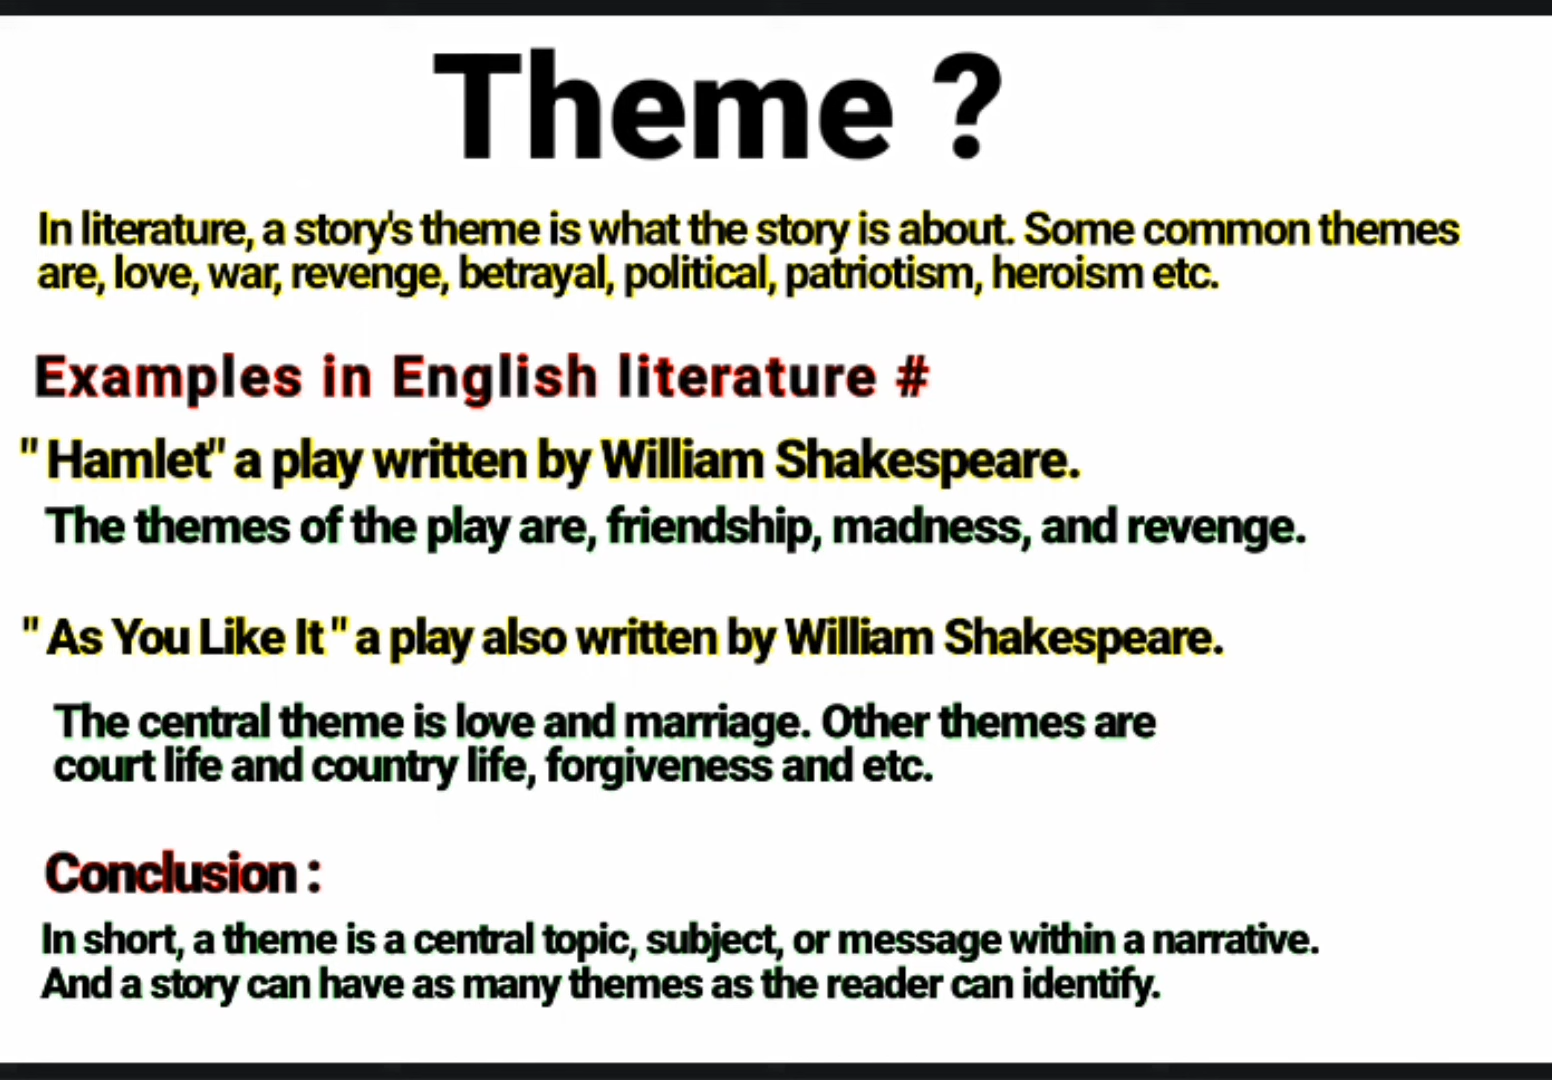 Theme ?
In literature, a story's theme is what the story is about. Some common themes
are, love, war, revenge, betrayal, political, patriotism, heroism etc.
Examples in English literature #
" Hamlet" a play written by William Shakespeare.
The themes of the play are, friendship, madness, and revenge.
" As You Like It " a play also written by William Shakespeare.
The central theme is love and marriage. Other themes are
court life and country life, forgiveness and etc.
Conclusion :
In short, a theme is a central topic, subject, or message within a narrative.
And a story can have as many themes as the reader can identify.